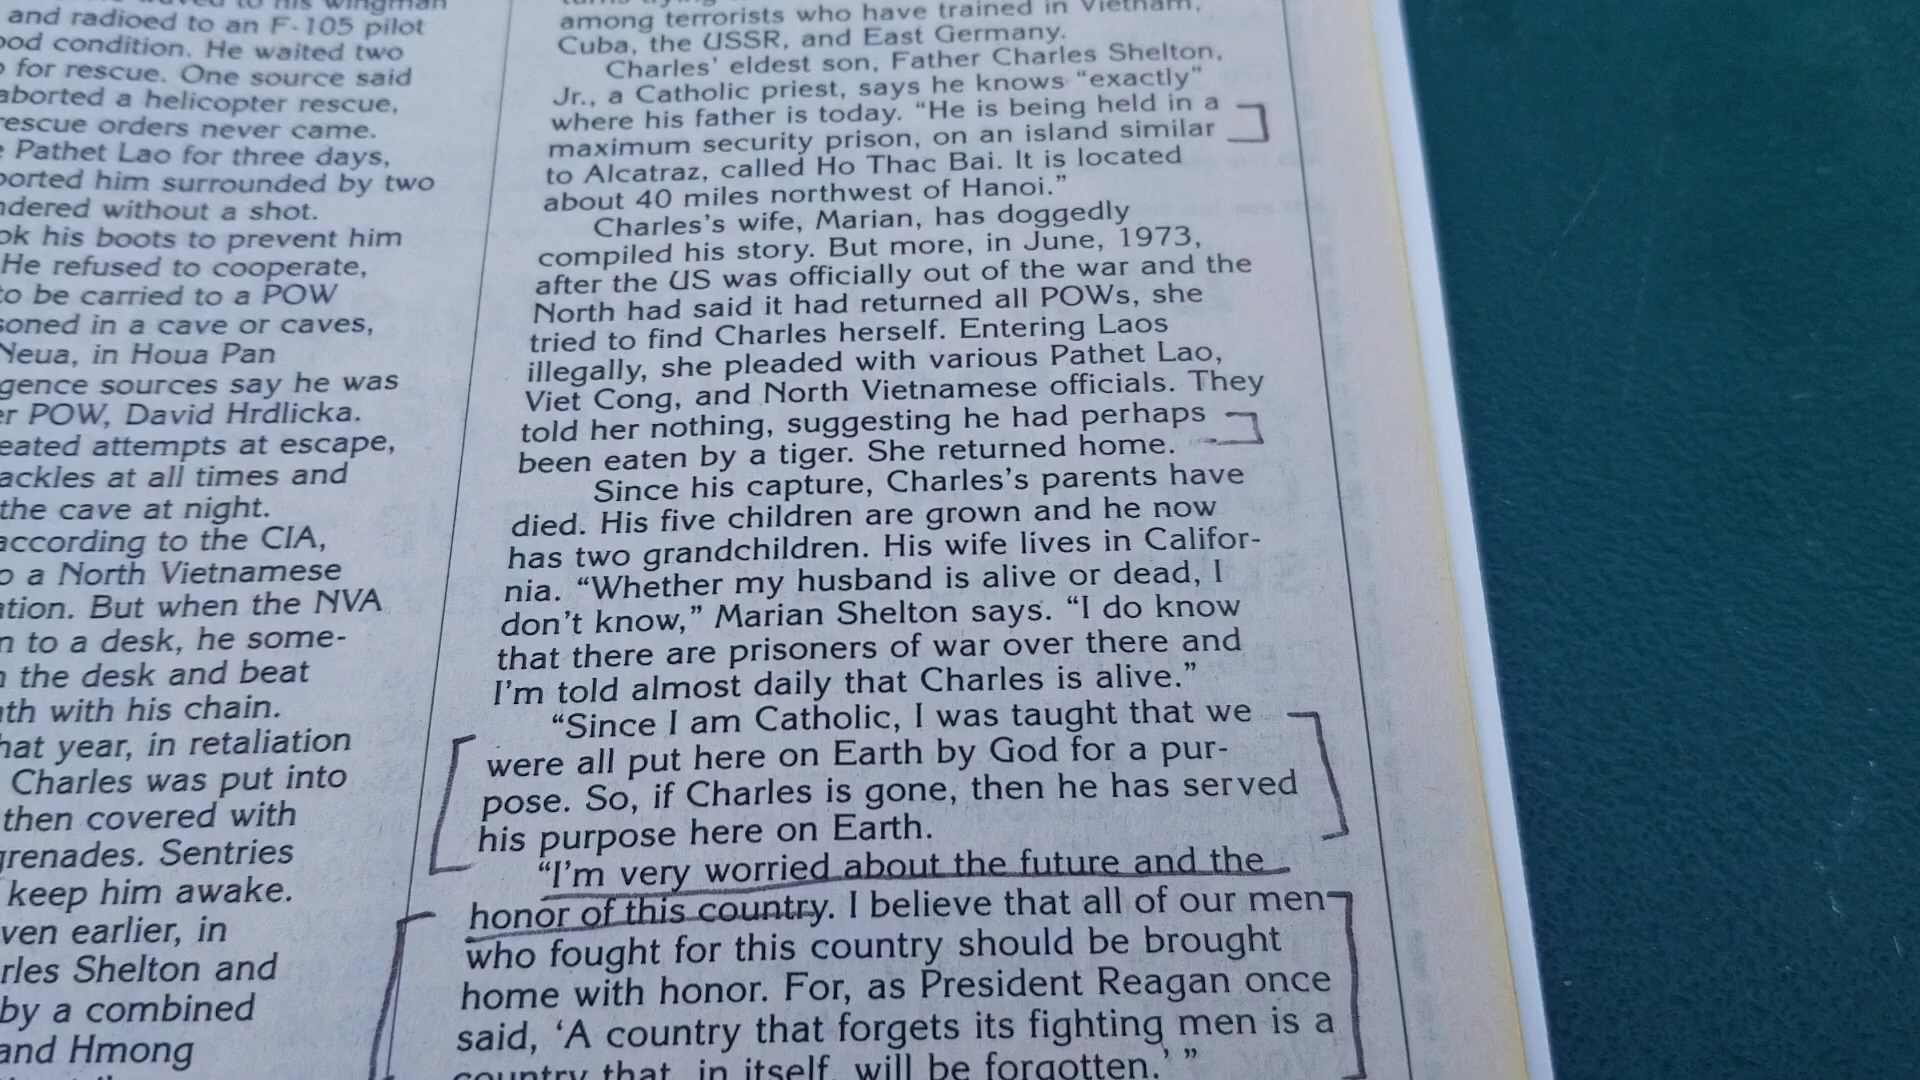 and radioed to an F-105 pilot
condition. He waited two
for rescue. One source said
aborted a helicopter rescue,
rescue orders never came.
Pathet Lao for three days,
him surrounded by two
without a shot.
his boots to prevent him
He refused to cooperate,
to be carried to a POW
in a cave or caves,
Neua, in Houa Pan
sources say he was
POW, David Hrdlicka.
attempts at escape,
at all times and
the cave at night.
according to the CIA,
a North Vietnamese
But when the NVA
to a desk, he some-
the desk and beat
with his chain.
that year, in retaliation
Charles was put into
then covered with
grenades. Sentries
keep him awake.
earlier, in
Shelton and
by a combined
and Hmong
among terrorists who have trained in Vietnam,
Cuba, the USSR, and East Germany.
Charles' eldest son, Father Charles Shelton,
Jr., a Catholic priest, says he knows “exactly”
where his father is today. “He is being held in a
maximum security prison, on an island similar
to Alcatraz, called Ho Thac Bai. It is located
about 40 miles northwest of Hanoi.”
Charles's wife, Marian, has doggedly
compiled his story. But more, in June, 1973,
after the US was officially out of the war and the
North had said it had returned all POWs, she
tried to find Charles herself. Entering Laos
illegally, she pleaded with various Pathet Lao,
Viet Cong, and North Vietnamese officials. They
told her nothing, suggesting he had perhaps
been eaten by a tiger. She returned home.
Since his capture, Charles's parents have
died. His five children are grown and he now
has two grandchildren. His wife lives in Califor-
nia. “Whether my husband is alive or dead, I
don't know,” Marian Shelton says. “I do know
that there are prisoners of war over there and
I'm told almost daily that Charles is alive.”
“Since I am Catholic, I was taught that we
were all put here on Earth by God for a pur-
pose. So, if Charles is gone, then he has served
his purpose here on Earth.
“I'm very worried about the future and the
honor of this country. I believe that all of our men
who fought for this country should be brought
home with honor. For, as President Reagan once
said, ‘A country that forgets its fighting men is a
country that, in itself, will be forgotten.’ ”